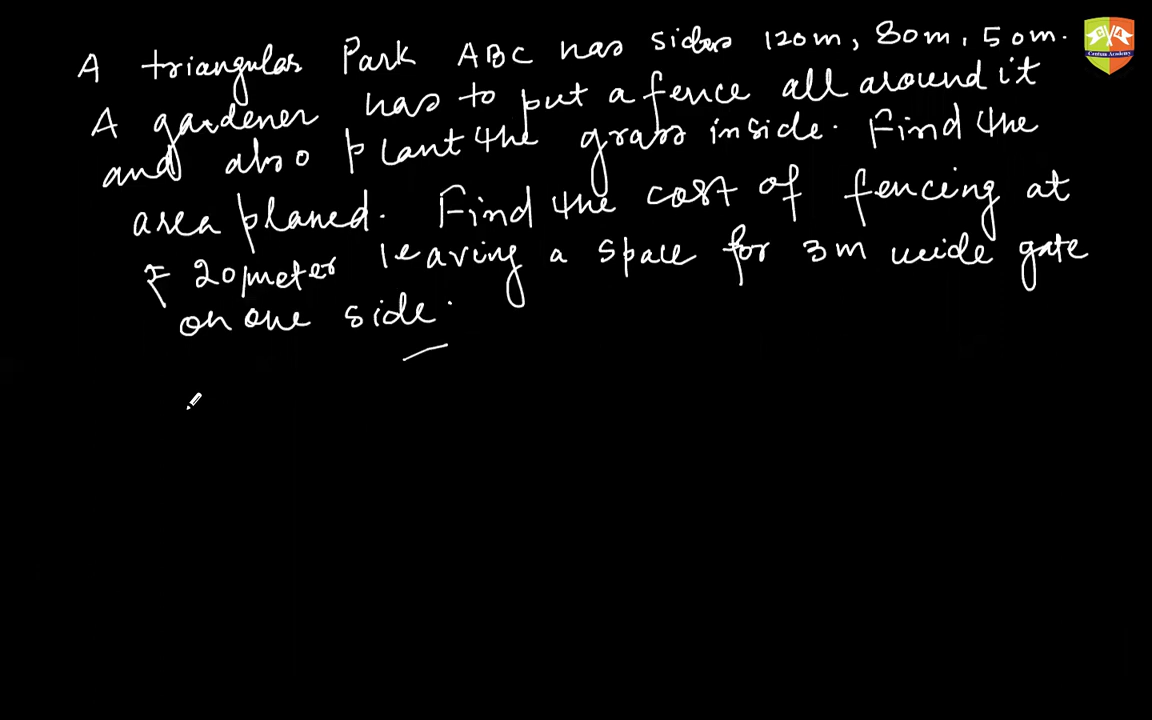 A triangular Park ABC has sides 120m, 80m, 50m.
A gardener has to put a fence all around it
and also plant the grass inside. Find the
area planed. Find the cost of fencing at
₹ 20/meter leaving a space for 3m wide gate
on one side.
Centum Academy